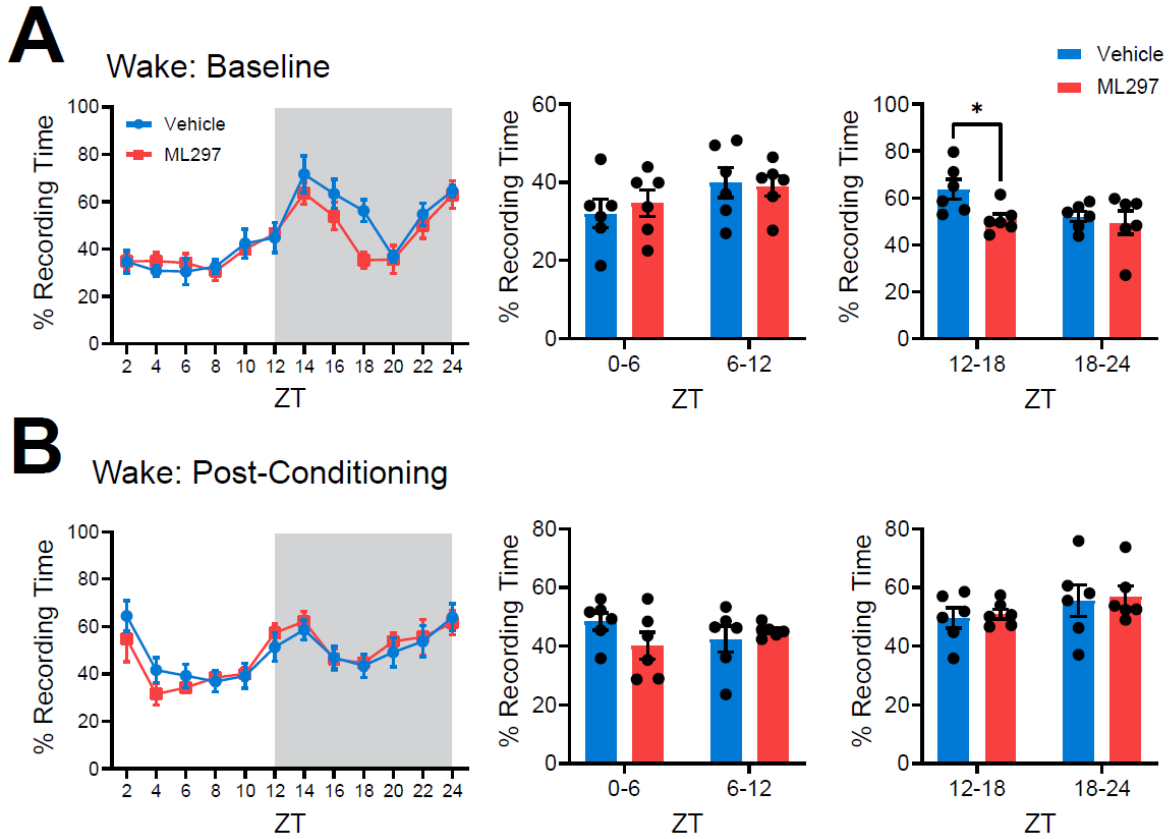 A
Wake: Baseline
Vehicle
ML297
% Recording Time
100
80
60
40
20
0
Vehicle
ML297
2 4 6 8 10 12 14 16 18 20 22 24
ZT
% Recording Time
60
40
20
0
0-6 6-12
ZT
% Recording Time
100
80
60
40
20
0
*
12-18 18-24
ZT
B
Wake: Post-Conditioning
% Recording Time
100
80
60
40
20
0
2 4 6 8 10 12 14 16 18 20 22 24
ZT
% Recording Time
80
60
40
20
0
0-6 6-12
ZT
% Recording Time
80
60
40
20
0
12-18 18-24
ZT